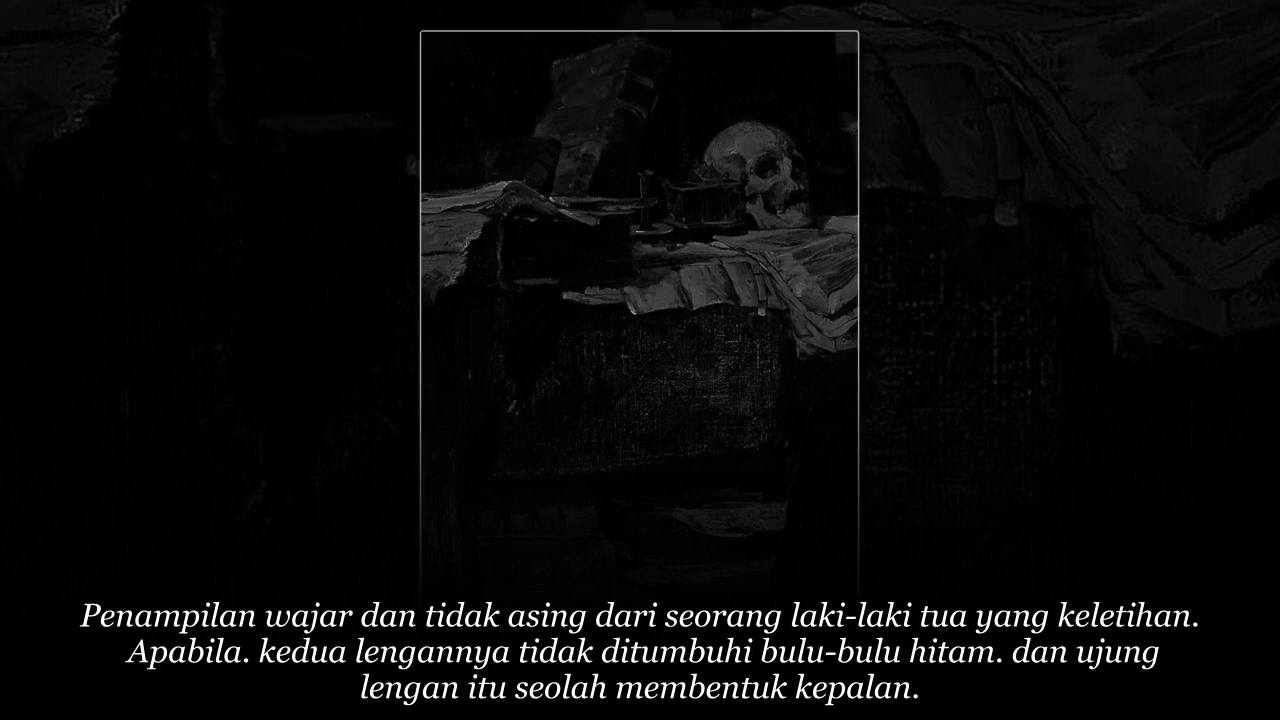 Penampilan wajar dan tidak asing dari seorang laki-laki tua yang keletihan.
Apabila. kedua lengannya tidak ditumbuhi bulu-bulu hitam. dan ujung
lengan itu seolah membentuk kepalan.